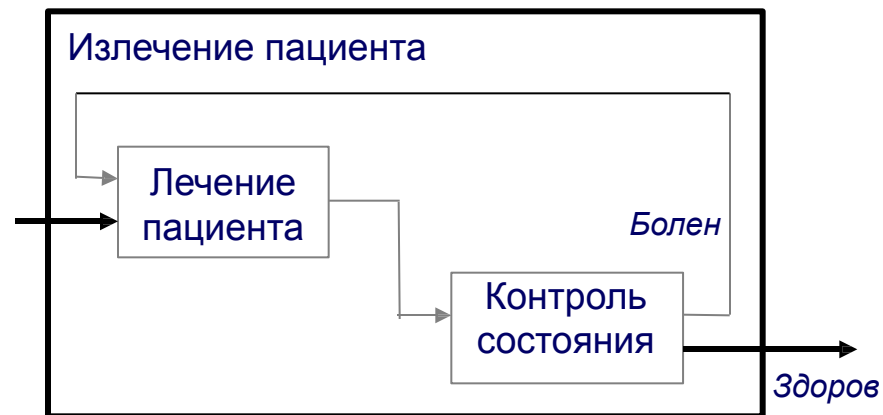 Излечение пациента
Лечение
пациента
Болен
Контроль
состояния
Здоров